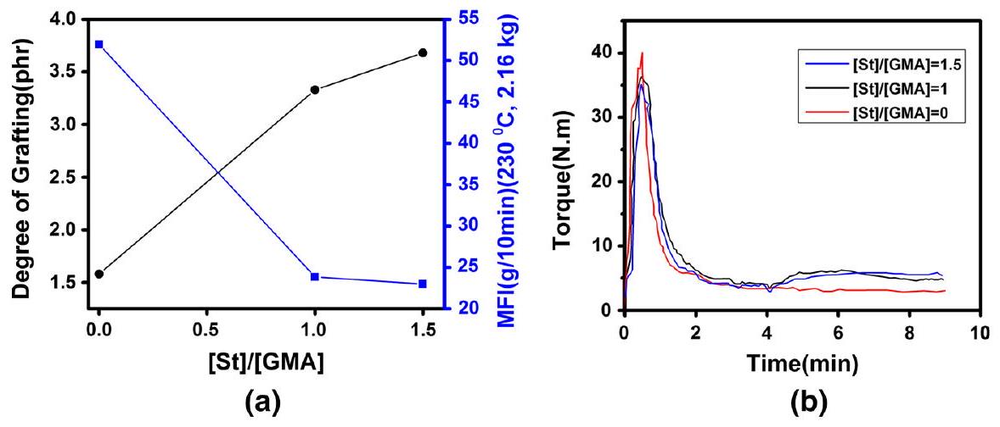 4.0
3.5
3.0
2.5
2.0
1.5
Degree of Grafting(phr)
0.0 0.5 1.0 1.5
[St]/[GMA]
55
50
45
40
35
30
25
20
MFI(g/10min)(230 ⁰C, 2.16 kg)
(a)
40
30
20
10
0
Torque(N.m)
[St]/[GMA]=1.5
[St]/[GMA]=1
[St]/[GMA]=0
0 2 4 6 8 10
Time(min)
(b)